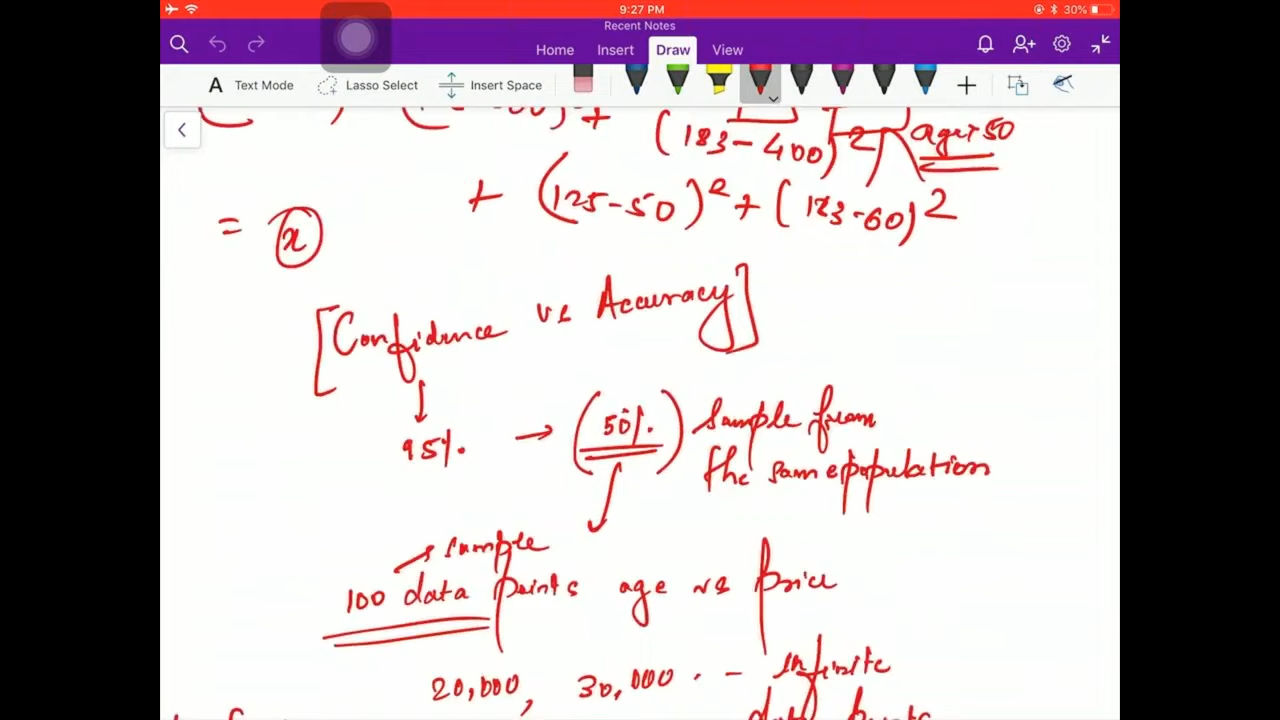 9:27 PM
30%
Recent Notes
Home Insert Draw View
A Text Mode Lasso Select Insert Space
(183-400)2 age>50
+ (125-50)2 + (183-60)2
= x
[Confidence vs Accuracy]
95% → (50%) sample from
the same population
sample
100 data points age vs price
20,000, 30,000 . - infinite
data points